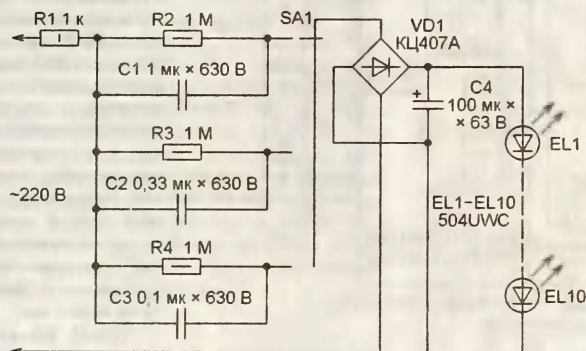 R1 1 к
R2 1 М
SA1
VD1
КЦ407А
C1 1 мк × 630 В
C4
100 мк ×
× 63 В
+
R3 1 М
EL1
~220 В
C2 0,33 мк × 630 В
EL1-EL10
504UWC
R4 1 М
EL10
C3 0,1 мк × 630 В